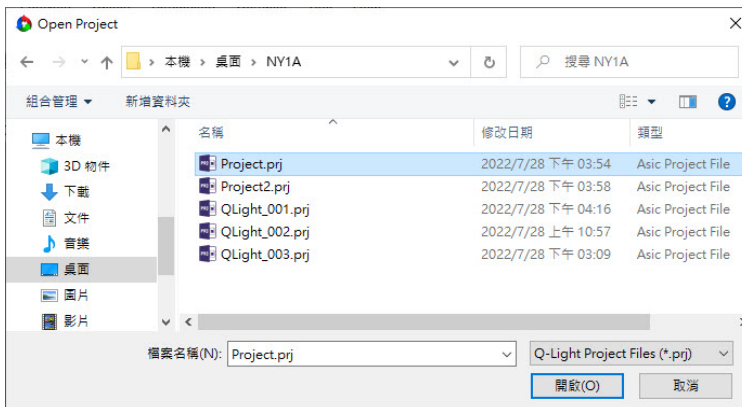 Open Project
本機 › 桌面 › NY1A
搜尋 NY1A
組合管理
新增資料夾
名稱 修改日期 類型
本機
3D 物件
下載
文件
音樂
桌面
圖片
影片
Project.prj 2022/7/28 下午 03:54 Asic Project File
Project2.prj 2022/7/28 下午 03:58 Asic Project File
QLight_001.prj 2022/7/28 下午 04:16 Asic Project File
QLight_002.prj 2022/7/28 上午 10:57 Asic Project File
QLight_003.prj 2022/7/28 下午 03:09 Asic Project File
檔案名稱(N): Project.prj
Q-Light Project Files (*.prj)
開啟(O) 取消